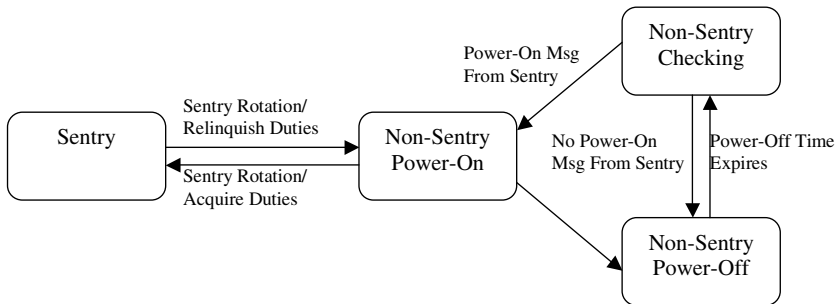 Non-Sentry
Checking
Power-On Msg
From Sentry
Sentry Rotation/
Relinquish Duties
Sentry
Non-Sentry
Power-On
No Power-On
Msg From Sentry
Power-Off Time
Expires
Sentry Rotation/
Acquire Duties
Non-Sentry
Power-Off